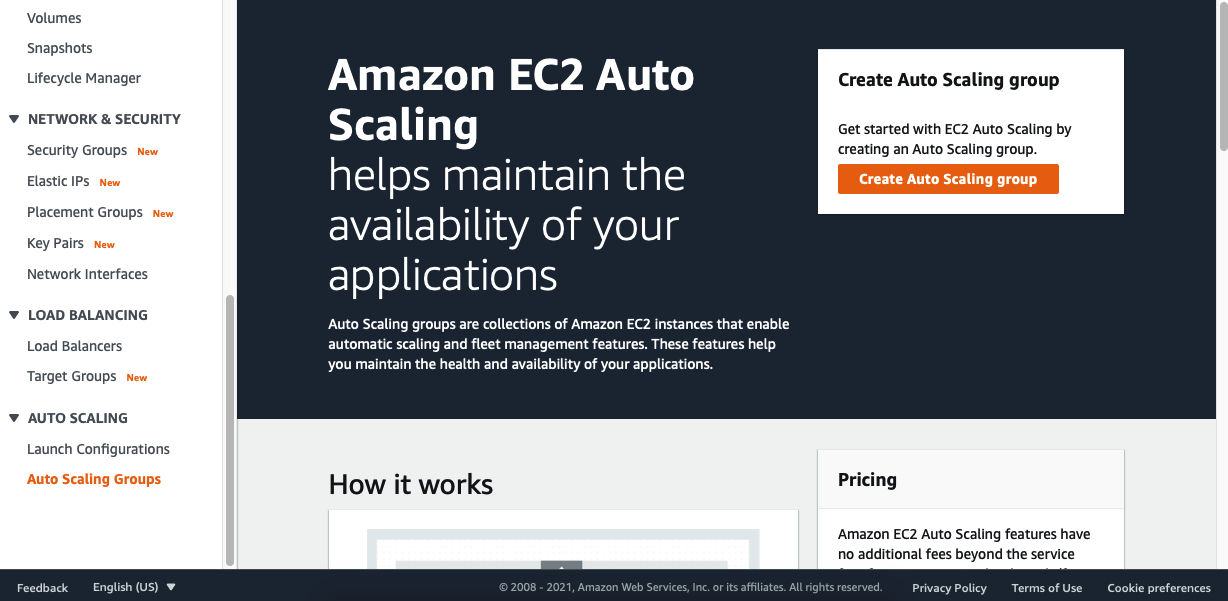 Volumes
Snapshots
Lifecycle Manager
NETWORK & SECURITY
Security Groups New
Elastic IPs New
Placement Groups New
Key Pairs New
Network Interfaces
LOAD BALANCING
Load Balancers
Target Groups New
AUTO SCALING
Launch Configurations
Auto Scaling Groups
Amazon EC2 Auto
Scaling
helps maintain the
availability of your
applications
Auto Scaling groups are collections of Amazon EC2 instances that enable
automatic scaling and fleet management features. These features help
you maintain the health and availability of your applications.
Create Auto Scaling group
Get started with EC2 Auto Scaling by
creating an Auto Scaling group.
Create Auto Scaling group
How it works
Pricing
Amazon EC2 Auto Scaling features have
no additional fees beyond the service
Feedback
English (US)
© 2008 - 2021, Amazon Web Services, Inc. or its affiliates. All rights reserved.
Privacy Policy
Terms of Use
Cookie preferences